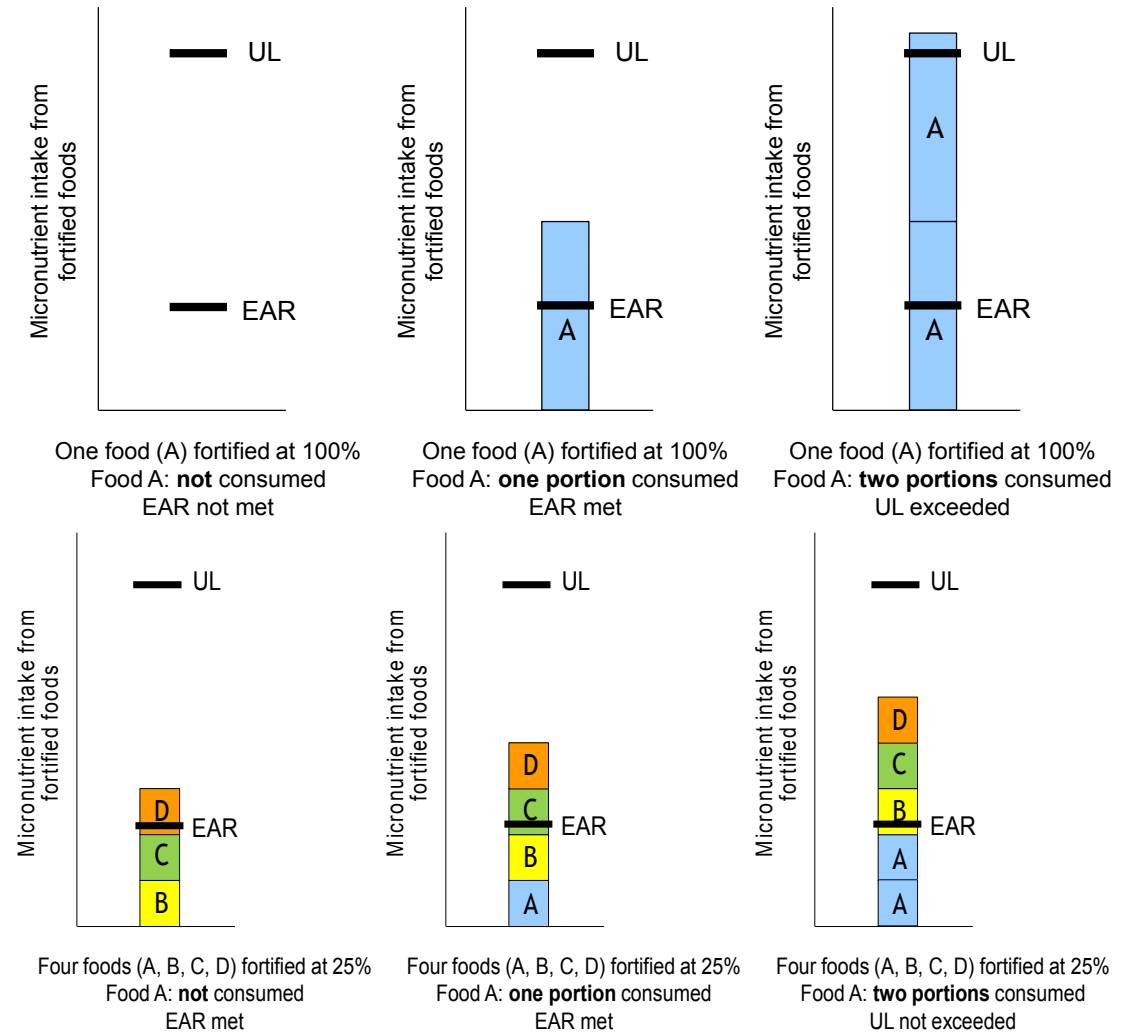 Micronutrient intake from
fortified foods
UL
EAR
One food (A) fortified at 100%
Food A: not consumed
EAR not met
Micronutrient intake from
fortified foods
UL
EAR
A
One food (A) fortified at 100%
Food A: one portion consumed
EAR met
Micronutrient intake from
fortified foods
UL
A
EAR
A
One food (A) fortified at 100%
Food A: two portions consumed
UL exceeded
Micronutrient intake from
fortified foods
UL
D
EAR
C
B
Four foods (A, B, C, D) fortified at 25%
Food A: not consumed
EAR met
Micronutrient intake from
fortified foods
UL
D
C
EAR
B
A
Four foods (A, B, C, D) fortified at 25%
Food A: one portion consumed
EAR met
Micronutrient intake from
fortified foods
UL
D
C
B
EAR
A
A
Four foods (A, B, C, D) fortified at 25%
Food A: two portions consumed
UL not exceeded